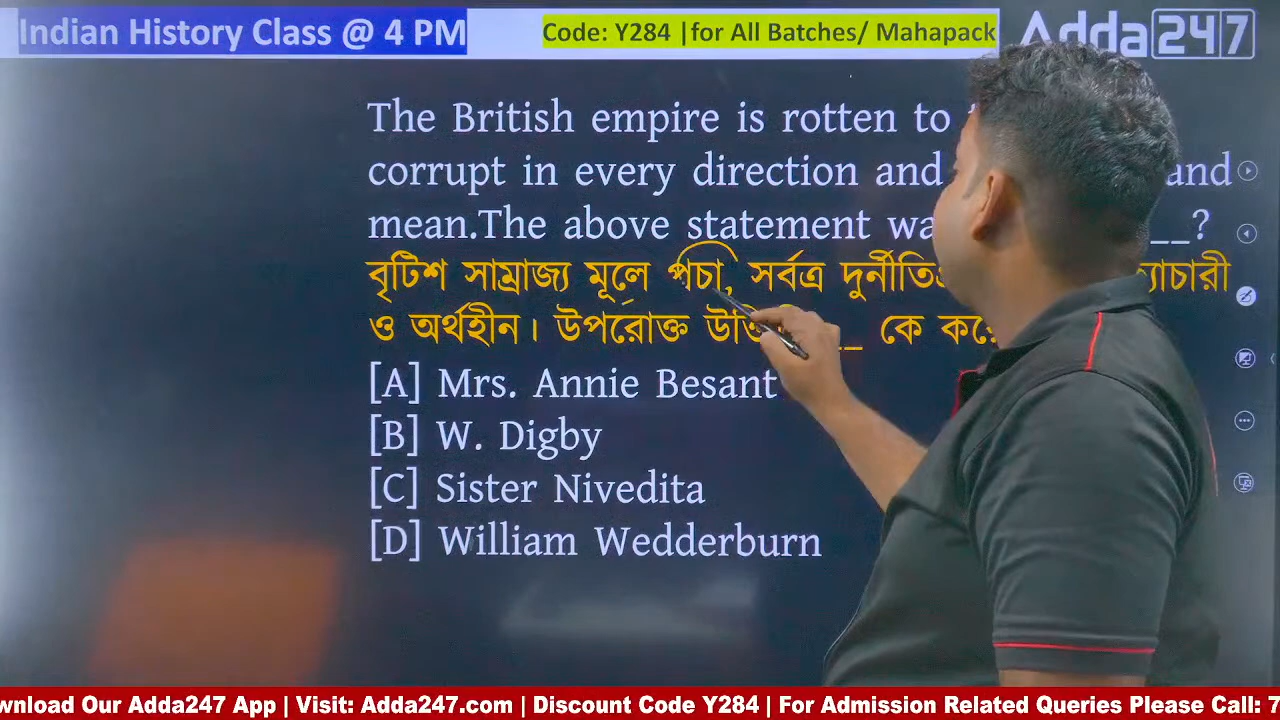 Indian History Class @ 4 PM
Code: Y284 |for All Batches/ Mahapack
Adda247
The British empire is rotten to
corrupt in every direction and and
mean.The above statement __?
বৃটিশ সাম্রাজ্য মূলে পচা, সর্বত্র
ও অর্থহীন। উপরোক্ত __ কে
[A] Mrs. Annie Besant
[B] W. Digby
[C] Sister Nivedita
[D] William Wedderburn
wnload Our Adda247 App | Visit: Adda247.com | Discount Code Y284 | For Admission Related Queries Please Call: 7